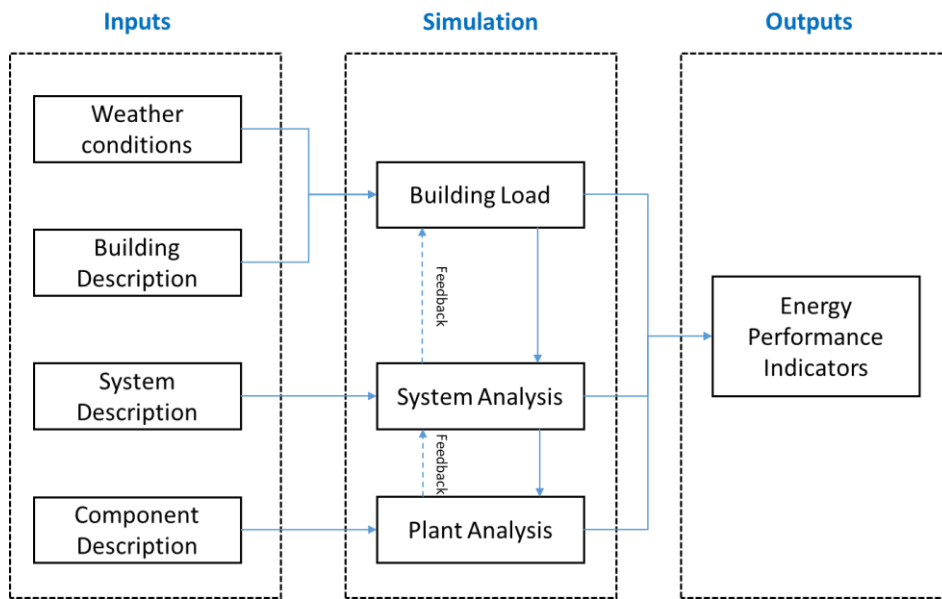 Inputs
Simulation
Outputs
Weather
conditions
Building
Description
System
Description
Component
Description
Building Load
Feedback
System Analysis
Feedback
Plant Analysis
Energy
Performance
Indicators